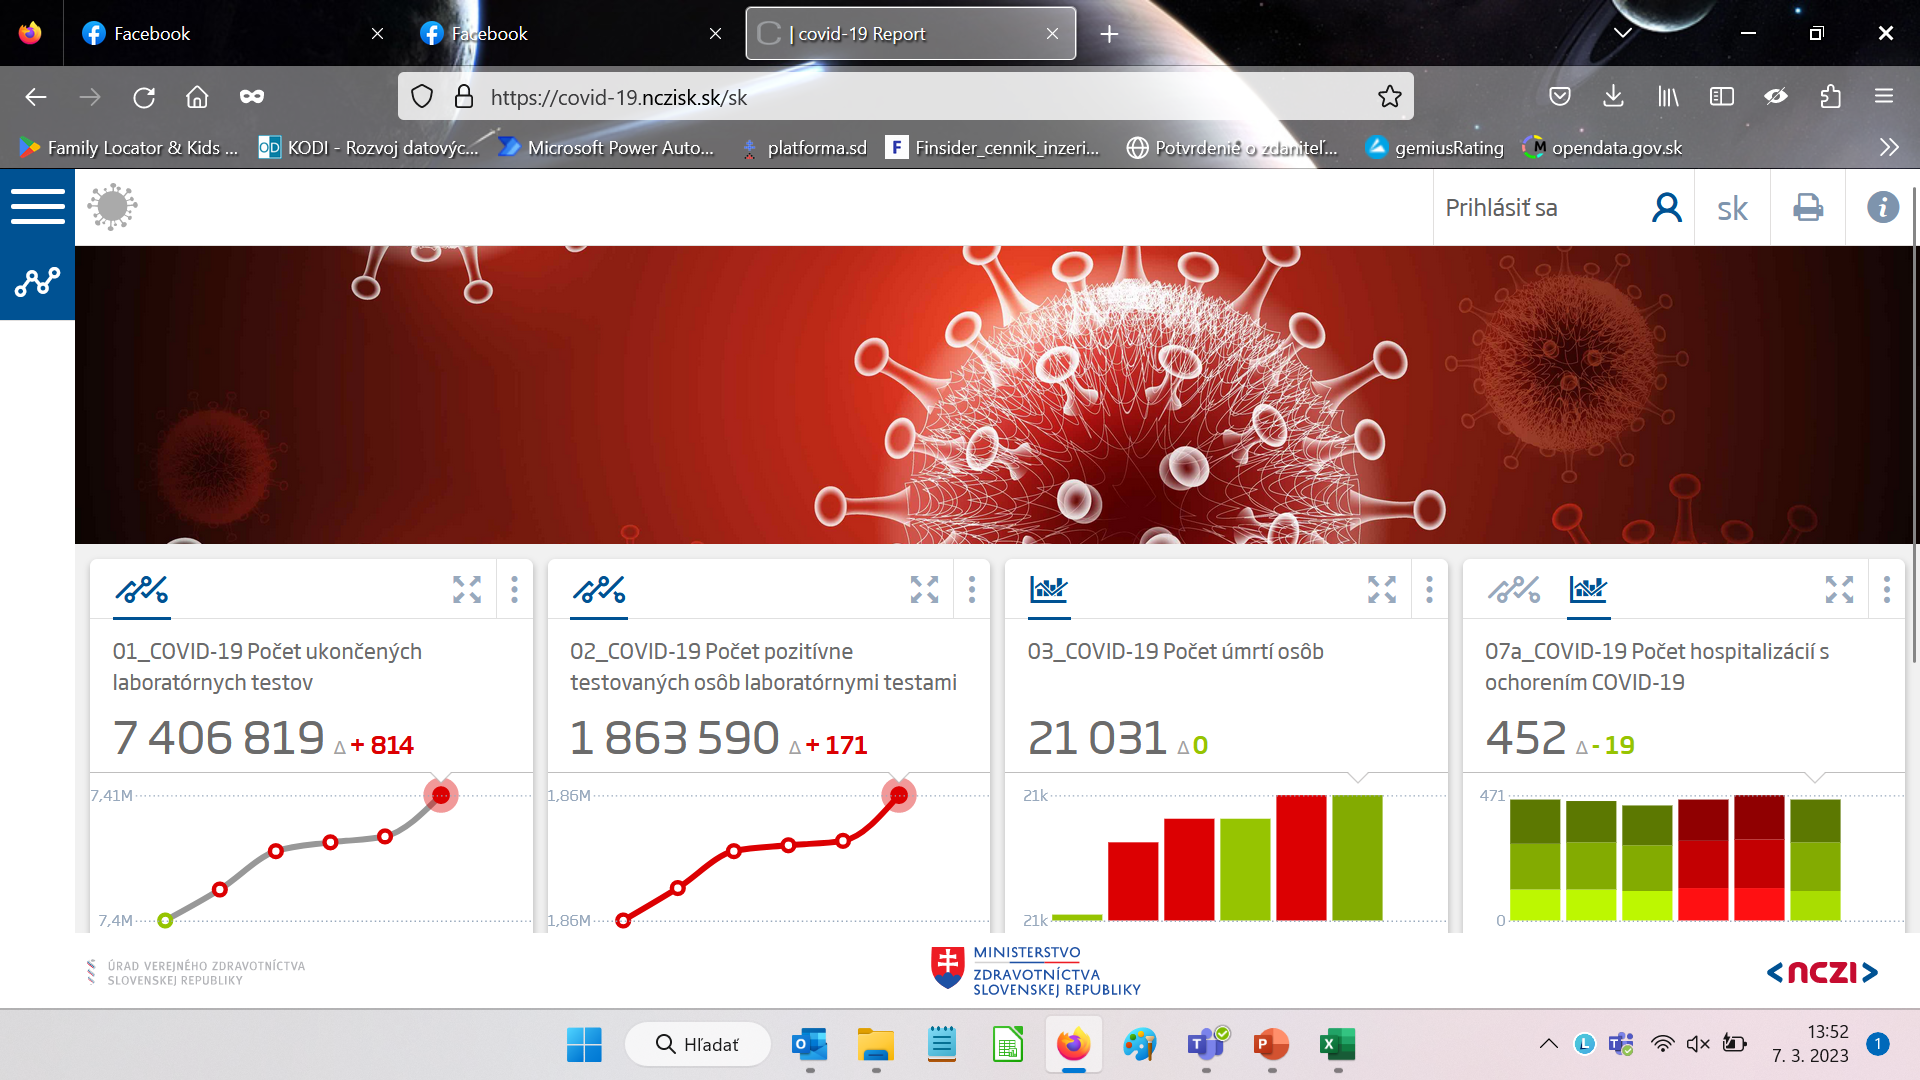 Facebook
Facebook
| covid-19 Report
https://covid-19.nczisk.sk/sk
Family Locator & Kids ...
KODI - Rozvoj datovýc...
Microsoft Power Auto...
platforma.sd
Finsider_cennik_inzeri...
Potvrdenie o zdaniteľ...
gemiusRating
opendata.gov.sk
Prihlásiť sa
sk
01_COVID-19 Počet ukončených
laboratórnych testov
7 406 819 Δ + 814
7,41M
7,4M
02_COVID-19 Počet pozitívne
testovaných osôb laboratórnymi testami
1 863 590 Δ + 171
1,86M
1,86M
03_COVID-19 Počet úmrtí osôb
21 031 Δ 0
21k
21k
07a_COVID-19 Počet hospitalizácií s
ochorením COVID-19
452 Δ - 19
471
0
ÚRAD VEREJNÉHO ZDRAVOTNÍCTVA
SLOVENSKEJ REPUBLIKY
MINISTERSTVO
ZDRAVOTNÍCTVA
SLOVENSKEJ REPUBLIKY
<nczi>
Hľadať
13:52
7. 3. 2023
1